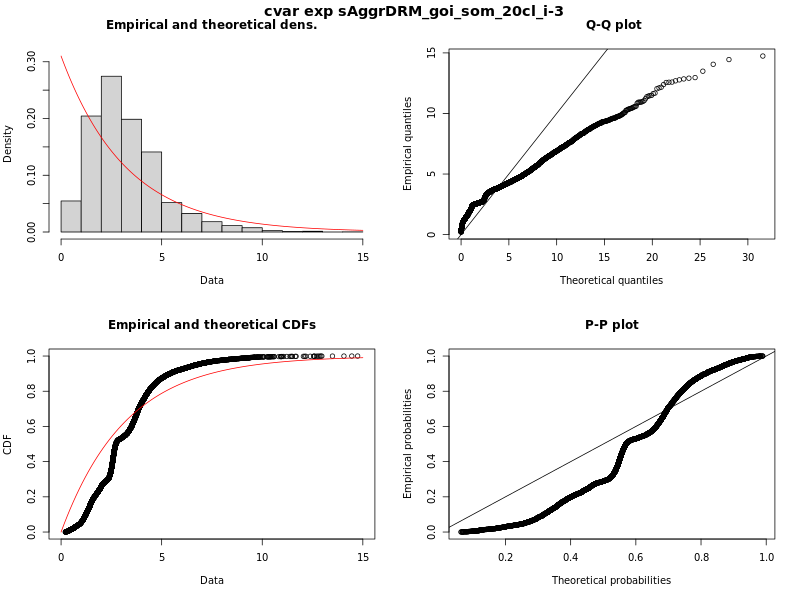 cvar exp sAggrDRM_goi_som_20cl_i-3
Empirical and theoretical dens.
Density
0.00 0.10 0.20 0.30
0 5 10 15
Data
Q-Q plot
Empirical quantiles
0 5 10 15
0 5 10 15 20 25 30
Theoretical quantiles
Empirical and theoretical CDFs
CDF
0.0 0.2 0.4 0.6 0.8 1.0
0 5 10 15
Data
P-P plot
Empirical probabilities
0.0 0.2 0.4 0.6 0.8 1.0
0.2 0.4 0.6 0.8 1.0
Theoretical probabilities